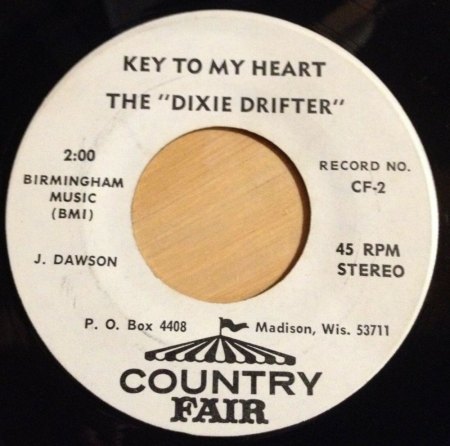 KEY TO MY HEART
THE "DIXIE DRIFTER"
2:00
BIRMINGHAM
MUSIC
(BMI)
J. DAWSON
RECORD NO.
CF-2
45 RPM
STEREO
P. O. Box 4408 Madison, Wis. 53711
COUNTRY
FAIR